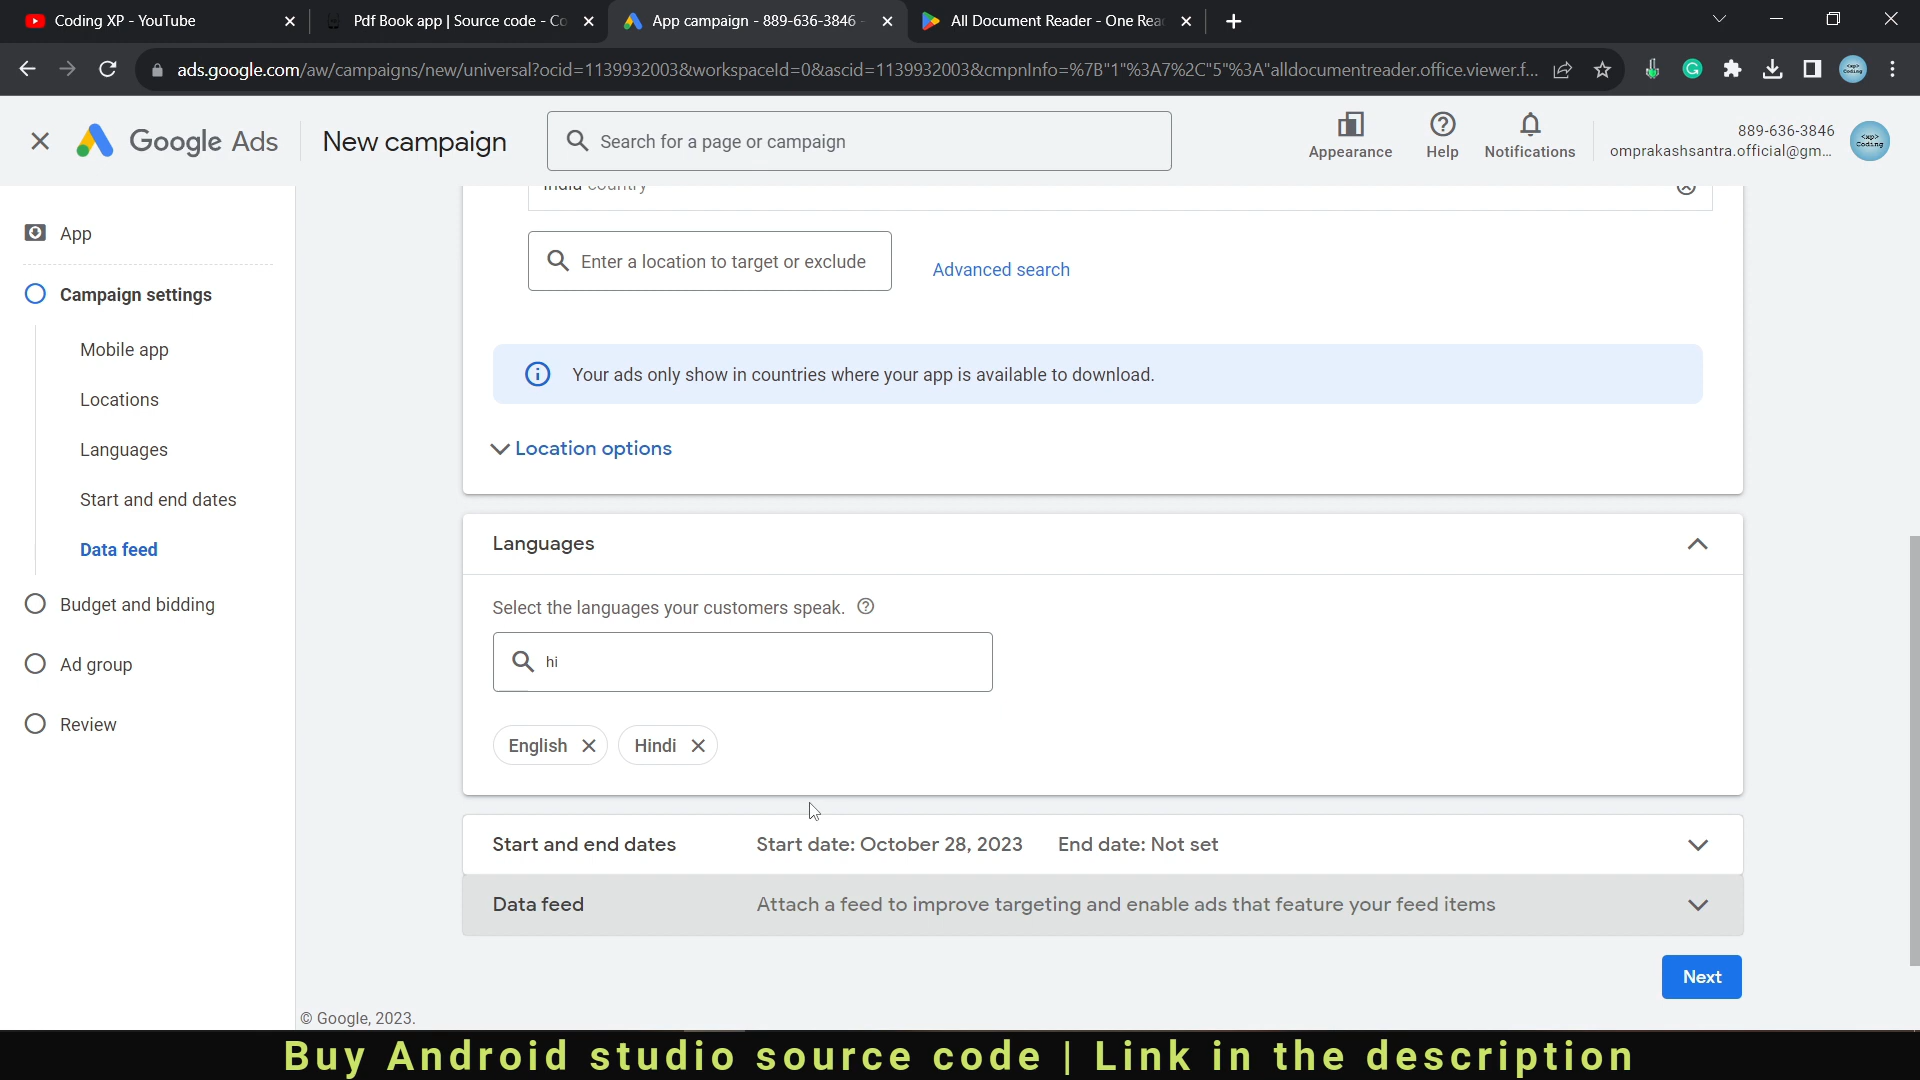 Coding XP - YouTube
Pdf Book app | Source code - Co
App campaign - 889-636-3846 -
All Document Reader - One Rea
ads.google.com/aw/campaigns/new/universal?ocid=1139932003&workspaceId=0&ascid=1139932003&cmpnInfo=%7B"1"%3A7%2C"5"%3A"alldocumentreader.office.viewer.f...
Google Ads
New campaign
Search for a page or campaign
Appearance
Help
Notifications
889-636-3846
omprakashsantra.official@gm...
<xp>
Coding
App
Campaign settings
Mobile app
Locations
Languages
Start and end dates
Data feed
Budget and bidding
Ad group
Review
India country
Enter a location to target or exclude
Advanced search
Your ads only show in countries where your app is available to download.
Location options
Languages
Select the languages your customers speak.
hi
English
Hindi
Start and end dates
Start date: October 28, 2023
End date: Not set
Data feed
Attach a feed to improve targeting and enable ads that feature your feed items
Next
© Google, 2023.
Buy Android studio source code | Link in the description